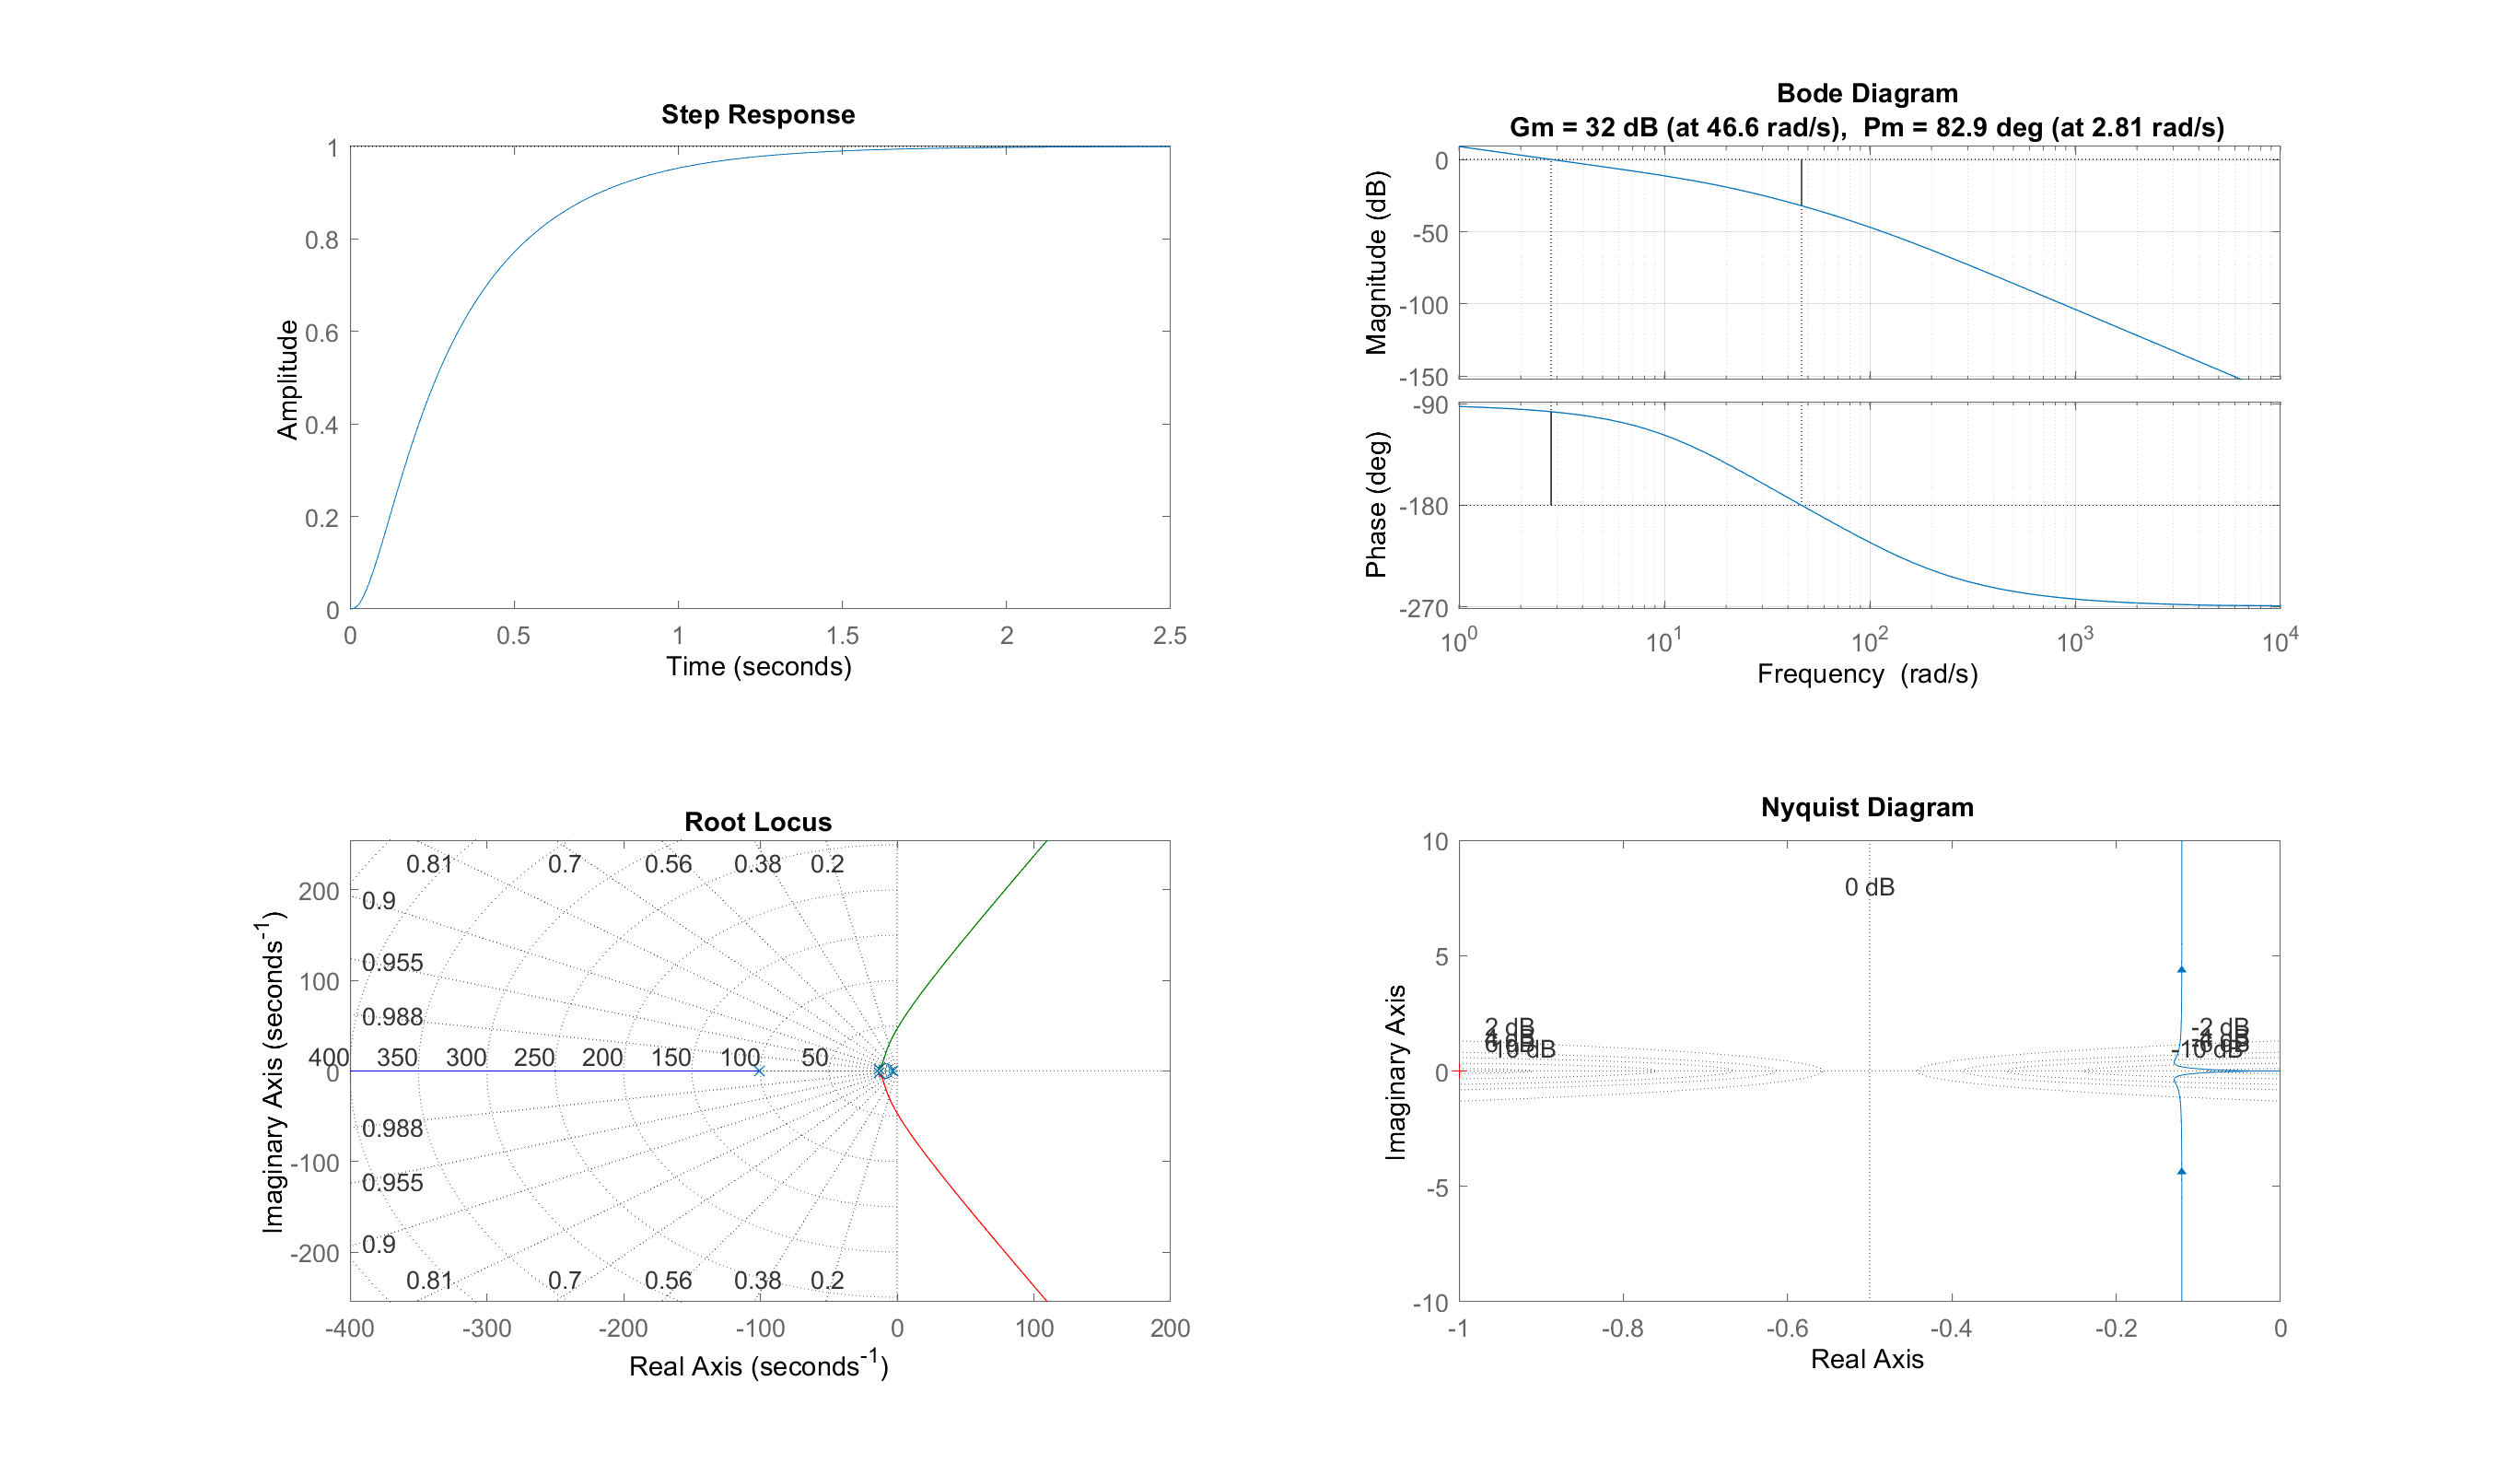 Step Response
1
0.8
0.6
0.4
0.2
0
Amplitude
0 0.5 1 1.5 2 2.5
Time (seconds)
Bode Diagram
Gm = 32 dB (at 46.6 rad/s), Pm = 82.9 deg (at 2.81 rad/s)
0
-50
-100
-150
Magnitude (dB)
-90
-180
-270
Phase (deg)
10^0 10^1 10^2 10^3 10^4
Frequency (rad/s)
Root Locus
0.81 0.7 0.56 0.38 0.2
0.9
0.955
0.988
400 350 300 250 200 150 100 50
0.988
0.955
0.9
0.81 0.7 0.56 0.38 0.2
200
100
0
-100
-200
Imaginary Axis (seconds^-1)
-400 -300 -200 -100 0 100 200
Real Axis (seconds^-1)
Nyquist Diagram
10
5
0
-5
-10
Imaginary Axis
0 dB
2 dB -2 dB
10 dB -10 dB
-1 -0.8 -0.6 -0.4 -0.2 0
Real Axis